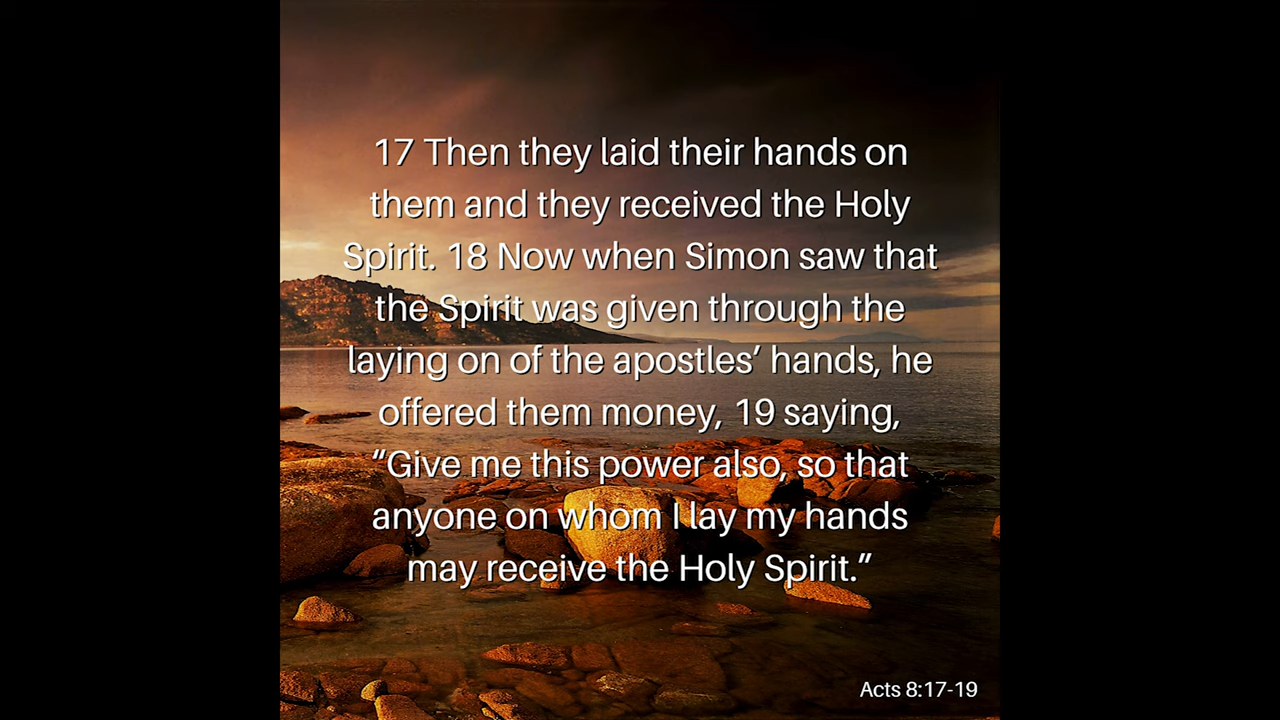 17 Then they laid their hands on
them and they received the Holy
Spirit. 18 Now when Simon saw that
the Spirit was given through the
laying on of the apostles’ hands, he
offered them money, 19 saying,
“Give me this power also, so that
anyone on whom I lay my hands
may receive the Holy Spirit.”
Acts 8:17-19